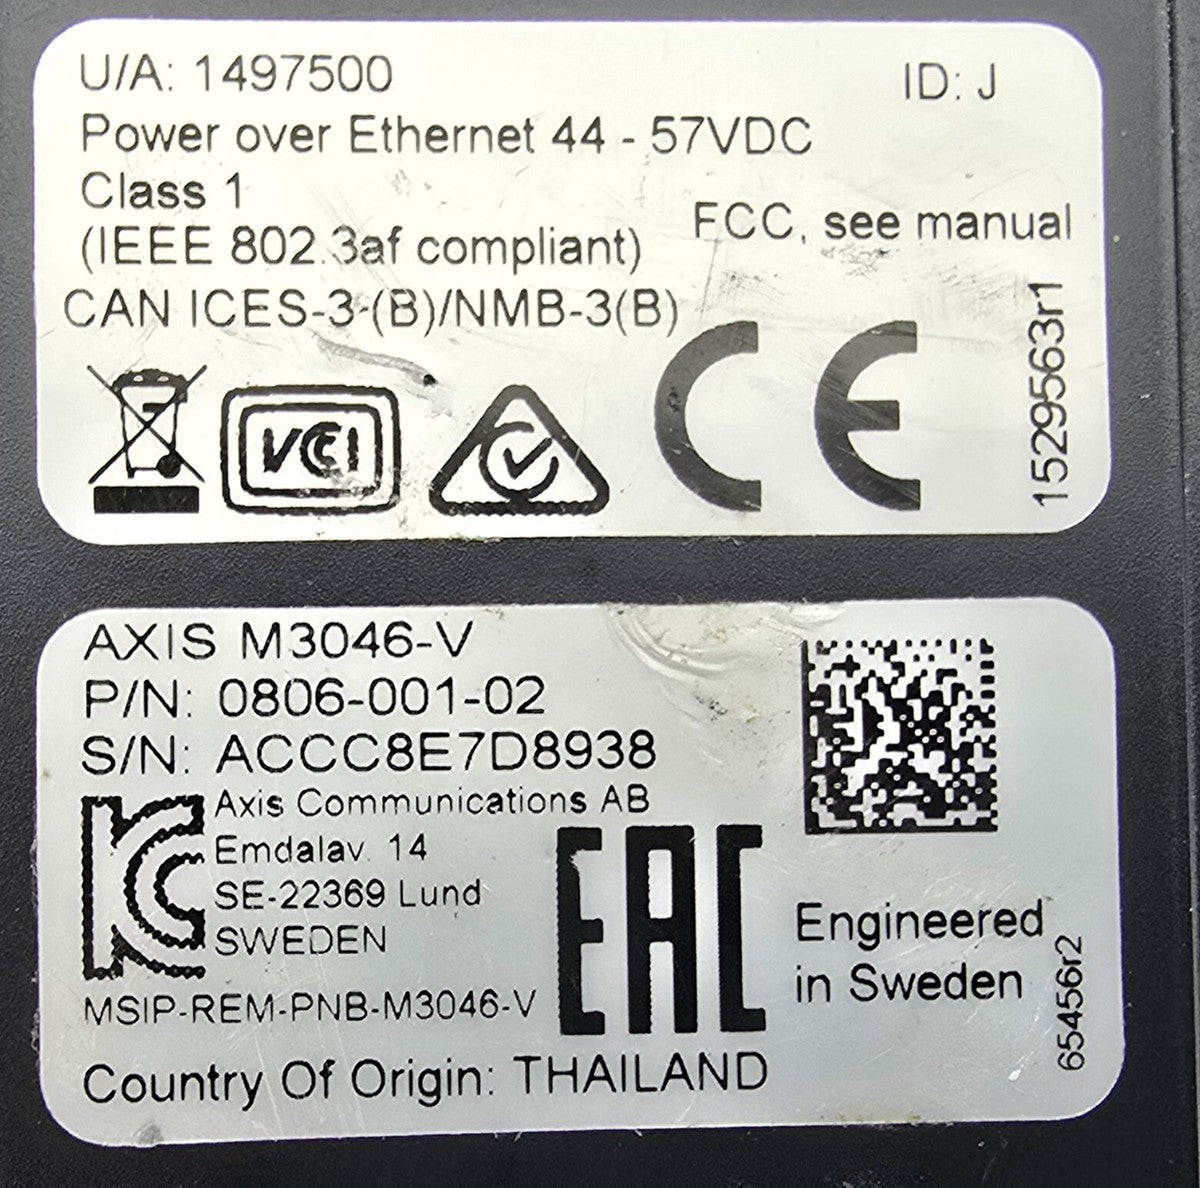 U/A: 1497500
ID: J
Power over Ethernet 44 - 57VDC
Class 1
(IEEE 802.3af compliant)
FCC, see manual
CAN ICES-3-(B)/NMB-3(B)
VCCI
CE
1529563r1
AXIS M3046-V
P/N: 0806-001-02
S/N: ACCC8E7D8938
KC
Axis Communications AB
Emdalav. 14
SE-22369 Lund
SWEDEN
MSIP-REM-PNB-M3046-V
EAC
Engineered
in Sweden
65456r2
Country Of Origin: THAILAND